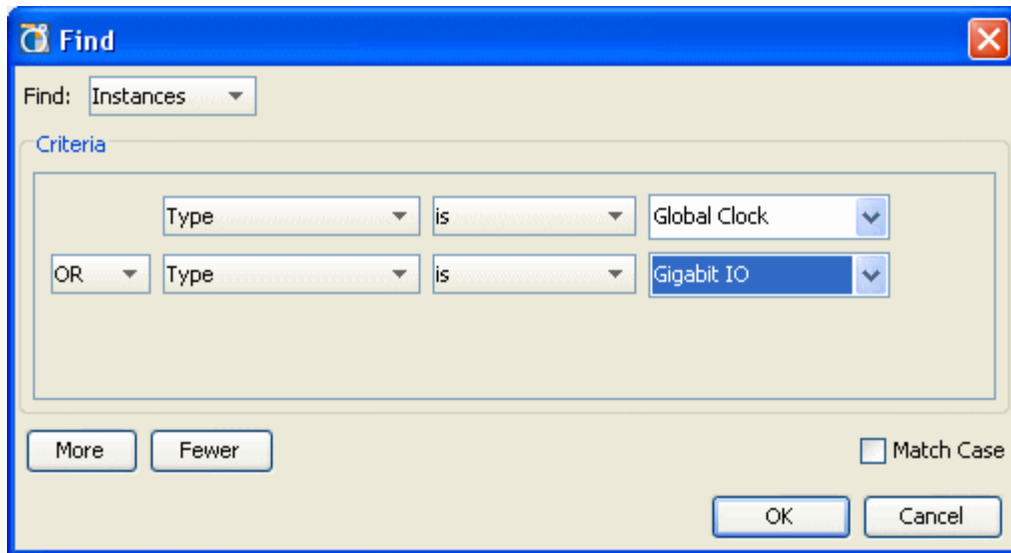 Find
Find: Instances
Criteria
Type is Global Clock
OR Type is Gigabit IO
More Fewer Match Case
OK Cancel